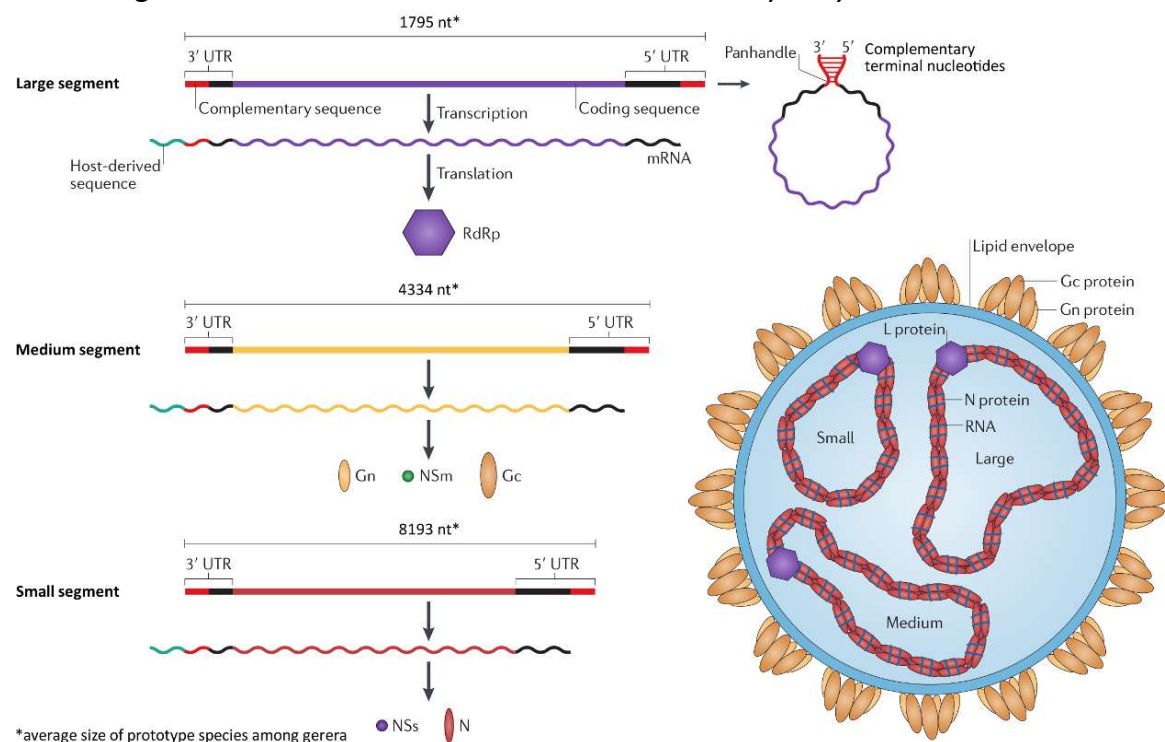 1795 nt*
3′ UTR
5′ UTR
Large segment
Complementary sequence
Coding sequence
Transcription
Host-derived
sequence
mRNA
Translation
RdRp
Panhandle
3′ 5′
Complementary
terminal nucleotides
4334 nt*
3′ UTR
5′ UTR
Medium segment
Gn
NSm
Gc
8193 nt*
3′ UTR
5′ UTR
Small segment
NSs
N
*average size of prototype species among gerera
Lipid envelope
Gc protein
Gn protein
L protein
N protein
RNA
Small
Large
Medium